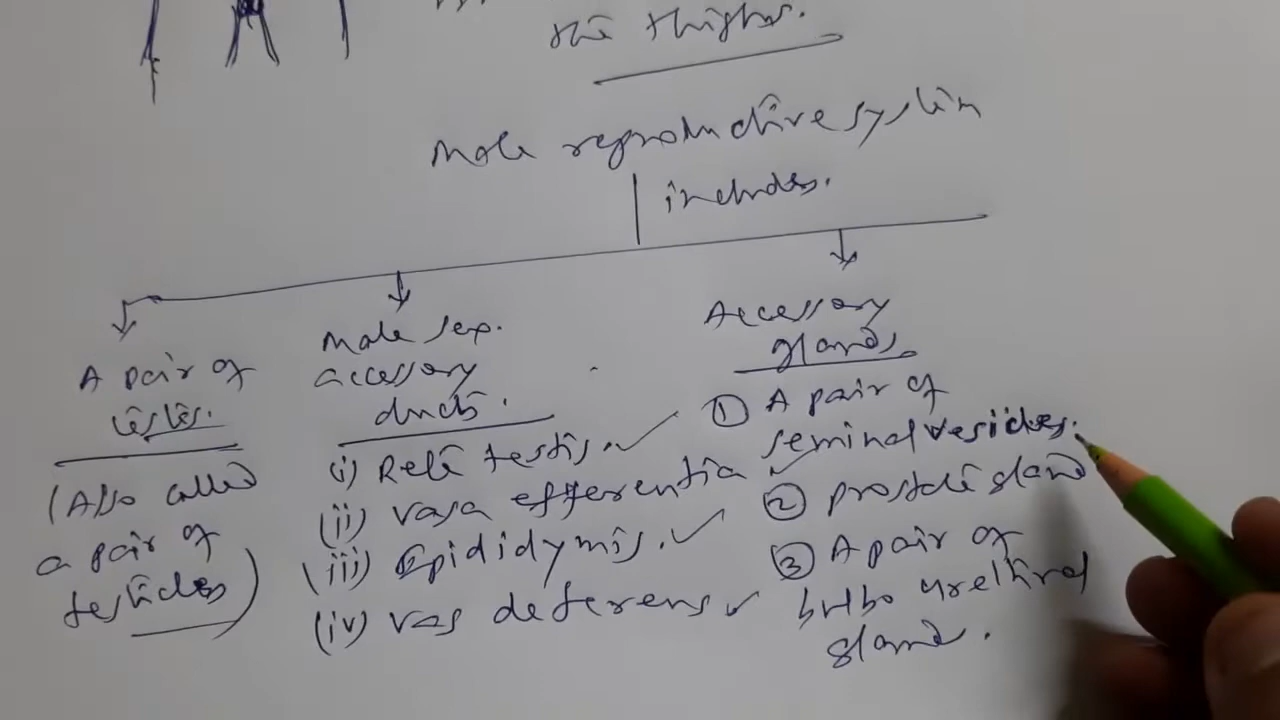 the thighs.
Male reproductive system
includes.
A pair of
testes.
(Also called
a pair of
testicles)
Male sex.
accessory
ducts.
(i) Rete testis.
(ii) vasa efferentia
(iii) Epididymis.
(iv) vas deferens
Accessory
glands.
① A pair of
seminal vesicles.
② prostate gland
③ A pair of
bulbo urethral
gland.